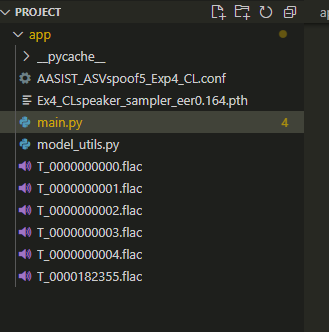 PROJECT
ap
app
__pycache__
AASIST_ASVspoof5_Exp4_CL.conf
Ex4_CLspeaker_sampler_eer0.164.pth
main.py 4
model_utils.py
T_0000000000.flac
T_0000000001.flac
T_0000000002.flac
T_0000000003.flac
T_0000000004.flac
T_0000182355.flac